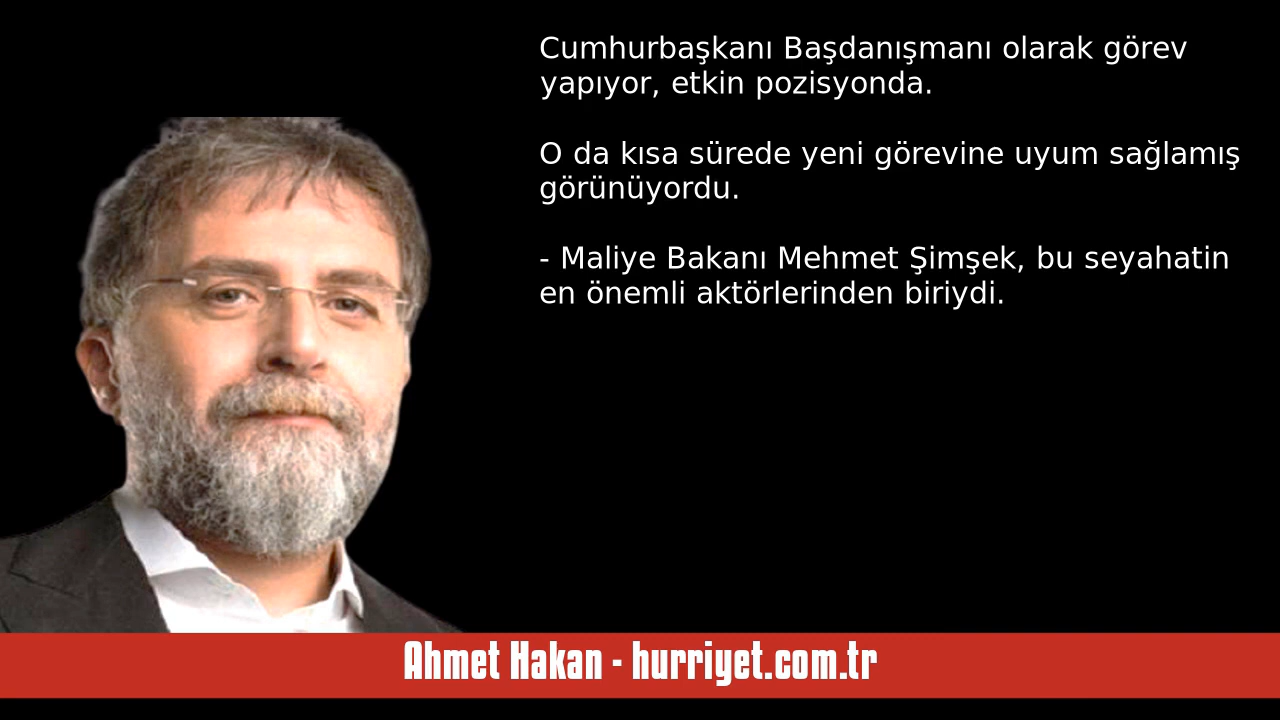 Cumhurbaşkanı Başdanışmanı olarak görev
yapıyor, etkin pozisyonda.
O da kısa sürede yeni görevine uyum sağlamış
görünüyordu.
- Maliye Bakanı Mehmet Şimşek, bu seyahatin
en önemli aktörlerinden biriydi.
Ahmet Hakan - hurriyet.com.tr